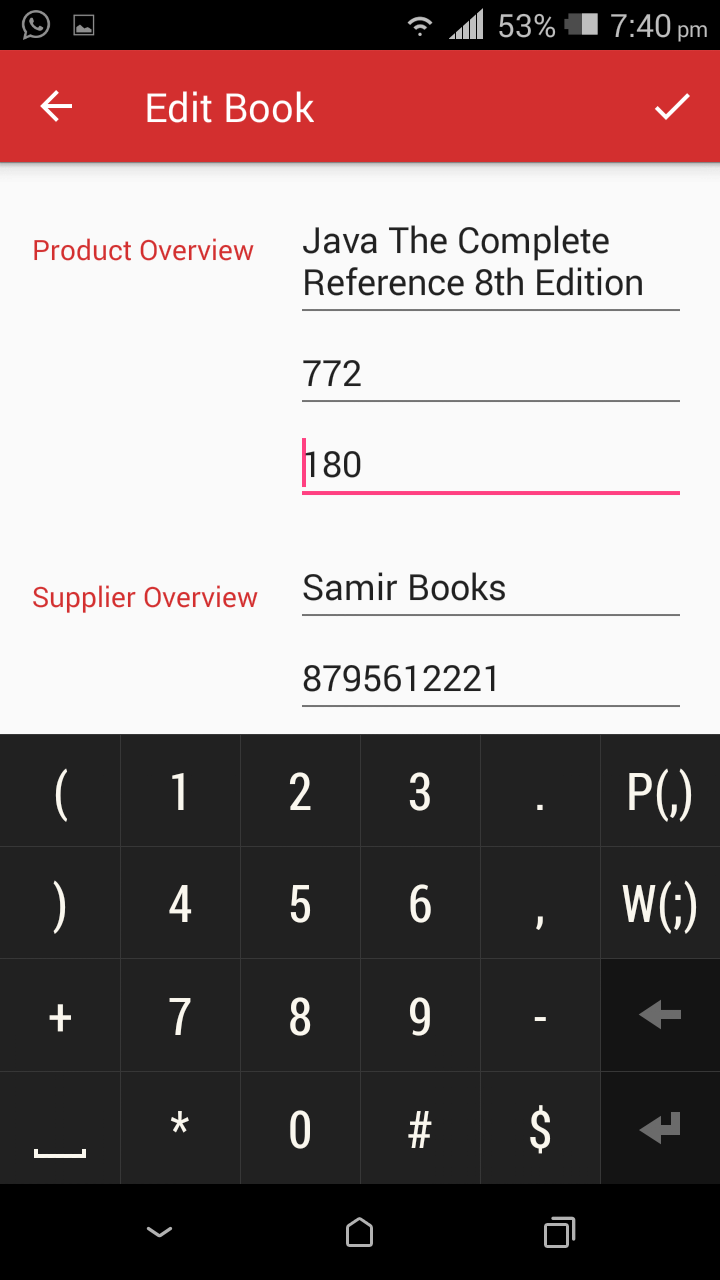 53% 7:40 pm
Edit Book
Product Overview
Java The Complete
Reference 8th Edition
772
180
Supplier Overview
Samir Books
8795612221
( 1 2 3 . P(,)
) 4 5 6 , W(;)
+ 7 8 9 -
* 0 # $